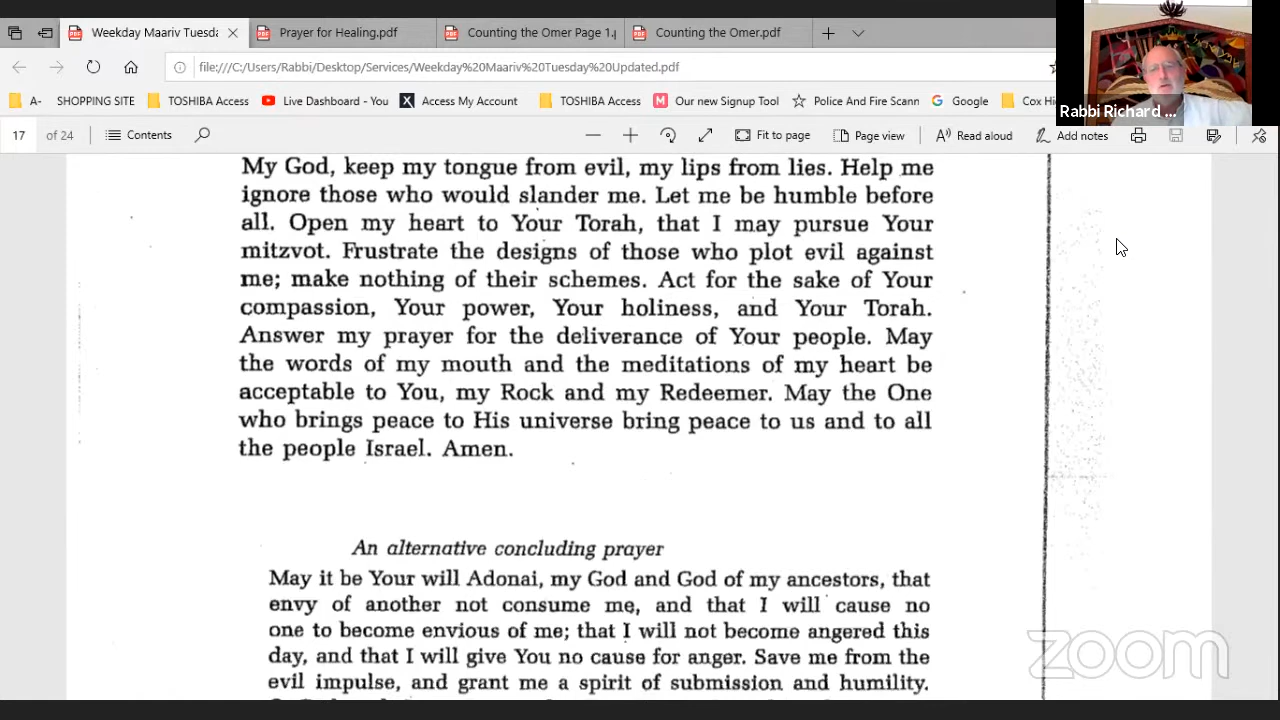 Weekday Maariv Tuesda
Prayer for Healing.pdf
Counting the Omer Page 1.
Counting the Omer.pdf
file:///C:/Users/Rabbi/Desktop/Services/Weekday%20Maariv%20Tuesday%20Updated.pdf
A- SHOPPING SITE
TOSHIBA Access
Live Dashboard - You
Access My Account
TOSHIBA Access
Our new Signup Tool
Police And Fire Scann
Google
Cox Hi
Rabbi Richard ...
17 of 24
Contents
Fit to page
Page view
Read aloud
Add notes
My God, keep my tongue from evil, my lips from lies. Help me
ignore those who would slander me. Let me be humble before
all. Open my heart to Your Torah, that I may pursue Your
mitzvot. Frustrate the designs of those who plot evil against
me; make nothing of their schemes. Act for the sake of Your
compassion, Your power, Your holiness, and Your Torah.
Answer my prayer for the deliverance of Your people. May
the words of my mouth and the meditations of my heart be
acceptable to You, my Rock and my Redeemer. May the One
who brings peace to His universe bring peace to us and to all
the people Israel. Amen.
An alternative concluding prayer
May it be Your will Adonai, my God and God of my ancestors, that
envy of another not consume me, and that I will cause no
one to become envious of me; that I will not become angered this
day, and that I will give You no cause for anger. Save me from the
evil impulse, and grant me a spirit of submission and humility.
zoom